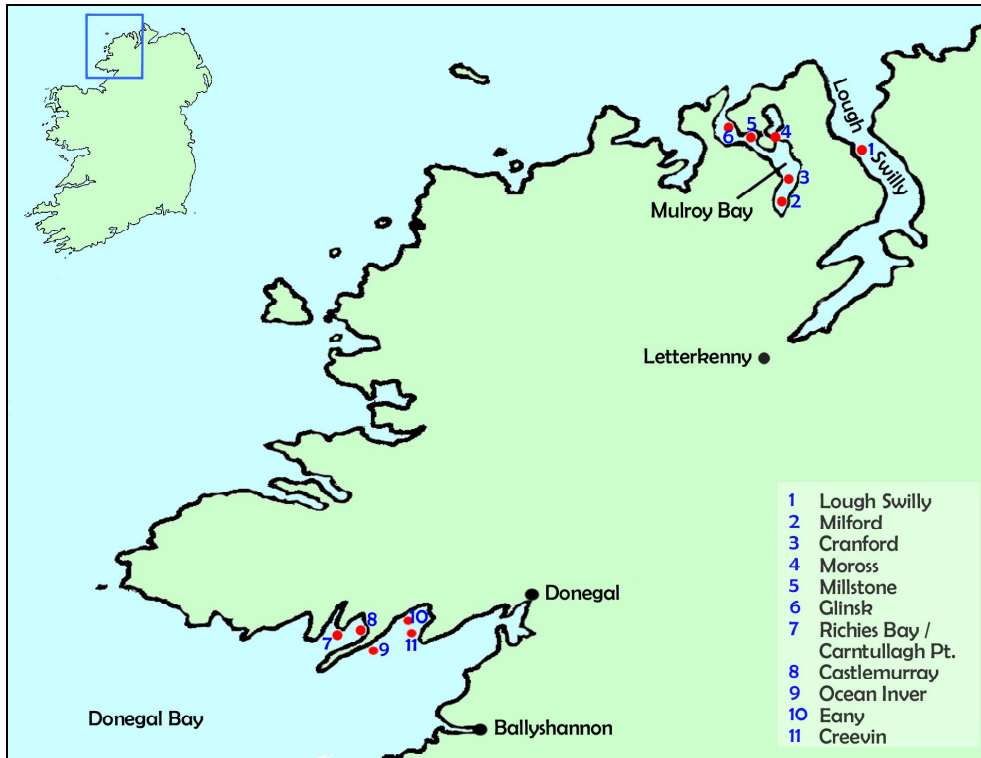 Lough
Swilly
1
6
5
4
3
2
Mulroy Bay
Letterkenny
1 Lough Swilly
2 Milford
3 Cranford
4 Moross
5 Millstone
6 Glinsk
7 Richies Bay /
Carntullagh Pt.
8 Castlemurray
9 Ocean Inver
10 Eany
11 Creevin
Donegal
7
8
9
10
11
Donegal Bay
Ballyshannon